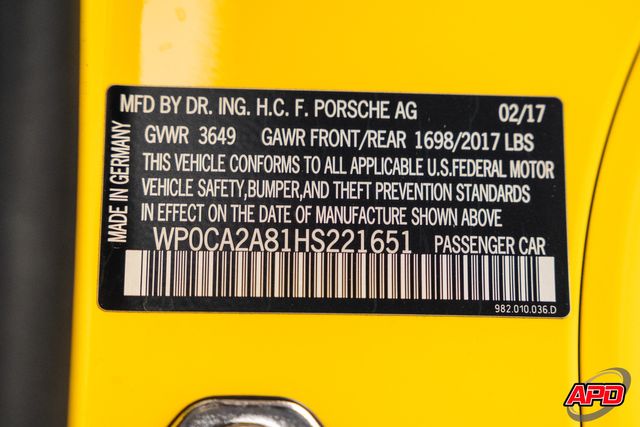 MFD BY DR. ING. H.C. F. PORSCHE AG 02/17
GVWR 3649 GAWR FRONT/REAR 1698/2017 LBS
THIS VEHICLE CONFORMS TO ALL APPLICABLE U.S.FEDERAL MOTOR
VEHICLE SAFETY,BUMPER,AND THEFT PREVENTION STANDARDS
IN EFFECT ON THE DATE OF MANUFACTURE SHOWN ABOVE
WP0CA2A81HS221651 PASSENGER CAR
982.010.036.D
MADE IN GERMANY
APD